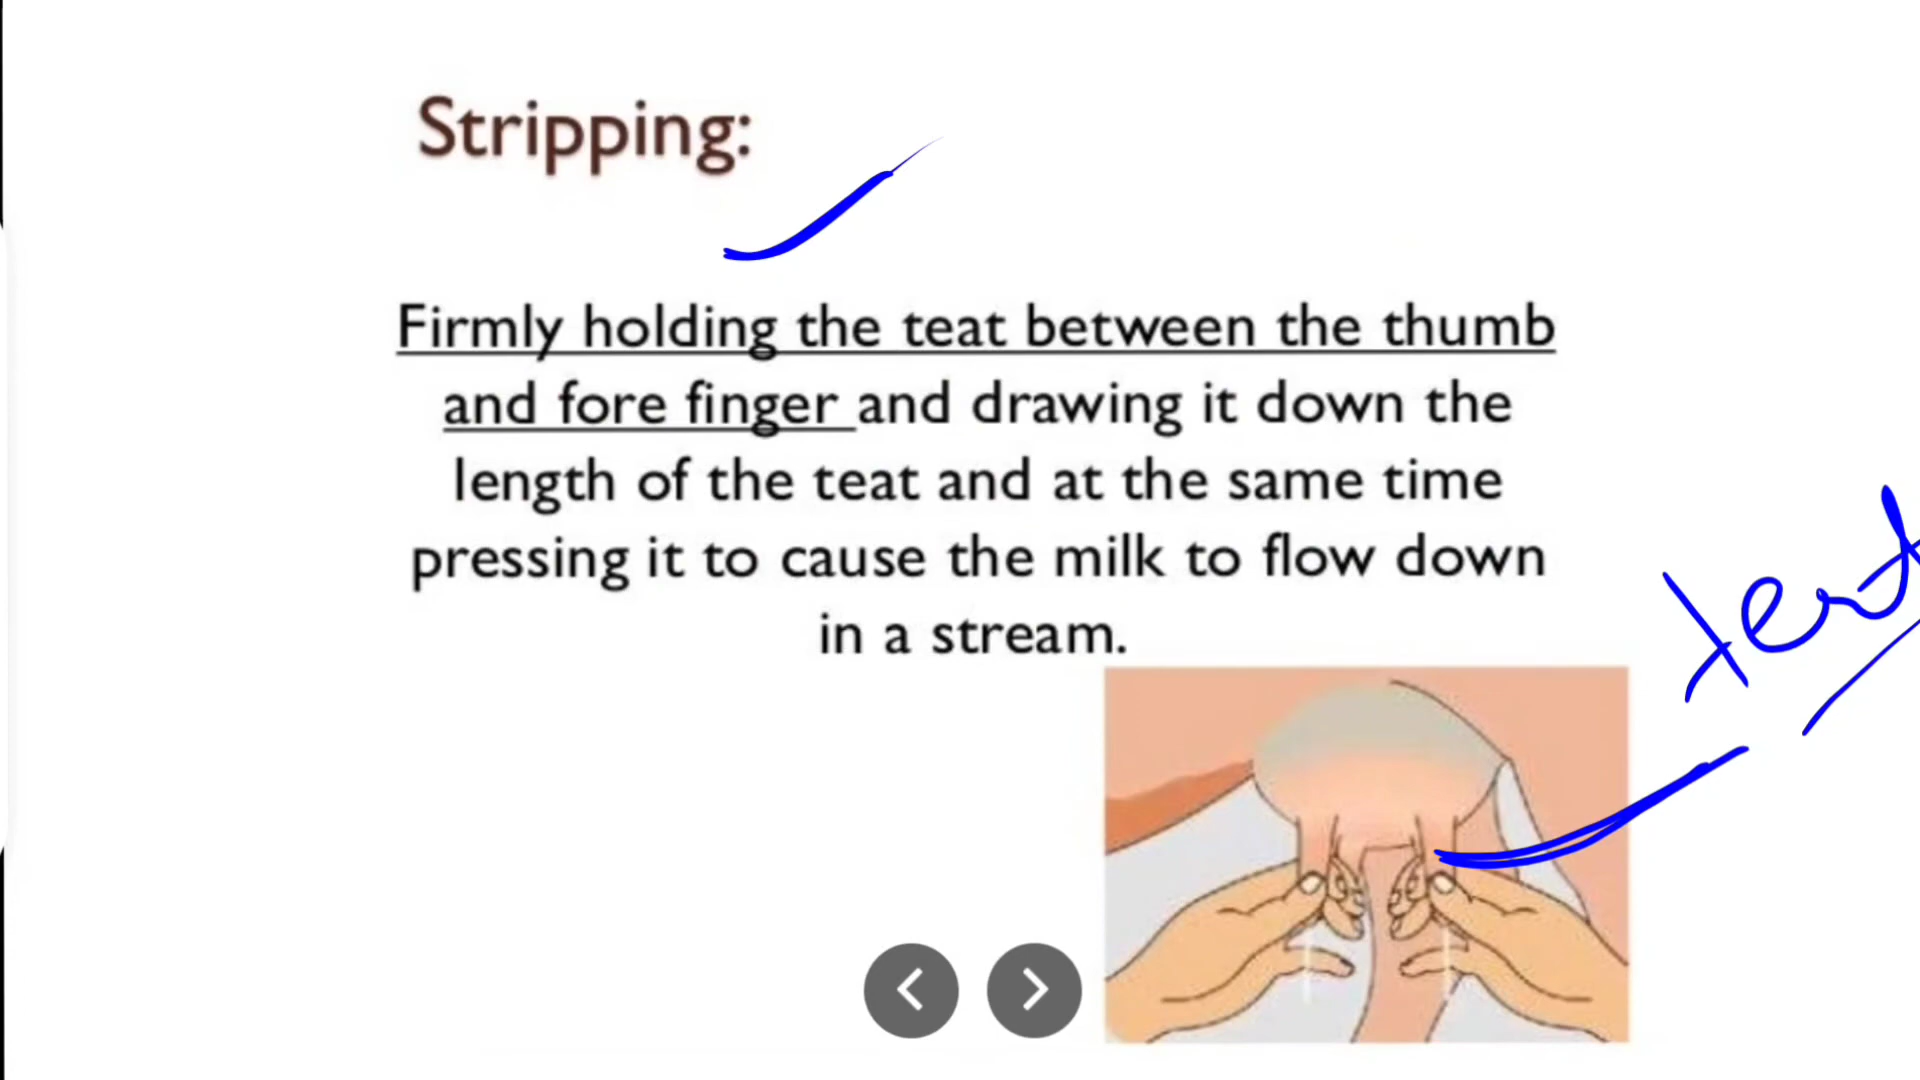 Stripping:
Firmly holding the teat between the thumb
and fore finger and drawing it down the
length of the teat and at the same time
pressing it to cause the milk to flow down
in a stream.
teat